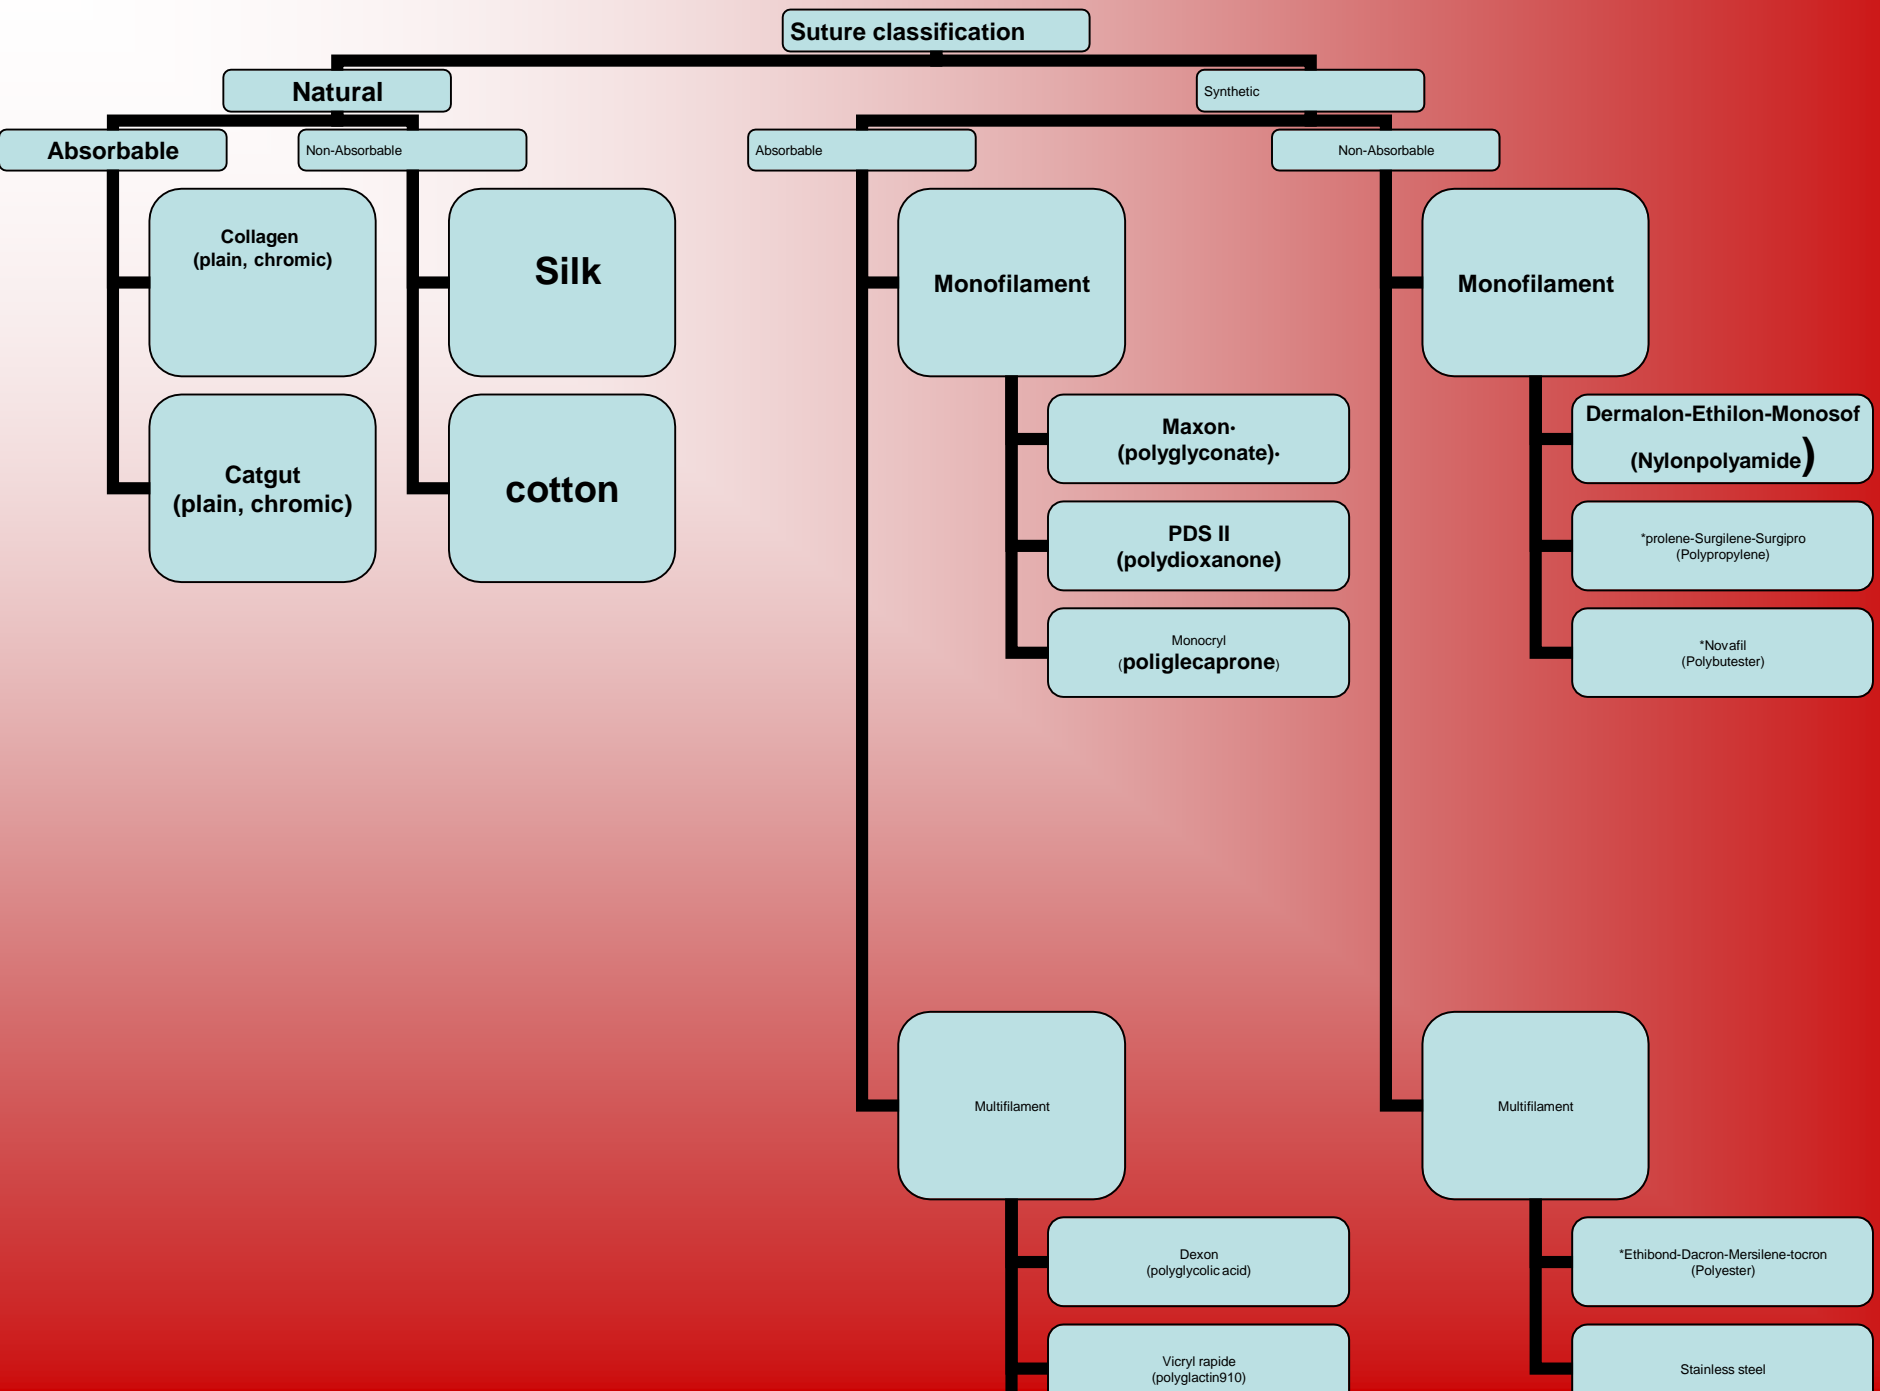 Suture classification
Natural
Synthetic
Absorbable
Non-Absorbable
Absorbable
Non-Absorbable
Collagen
(plain, chromic)
Catgut
(plain, chromic)
Silk
cotton
Monofilament
Maxon•
(polyglyconate)•
PDS II
(polydioxanone)
Monocryl
(poliglecaprone)
Multifilament
Dexon
(polyglycolic acid)
Vicryl rapide
(polyglactin910)
Monofilament
Dermalon-Ethilon-Monosof
(Nylonpolyamide)
*prolene-Surgilene-Surgipro
(Polypropylene)
*Novafil
(Polybutester)
Multifilament
*Ethibond-Dacron-Mersilene-tocron
(Polyester)
Stainless steel